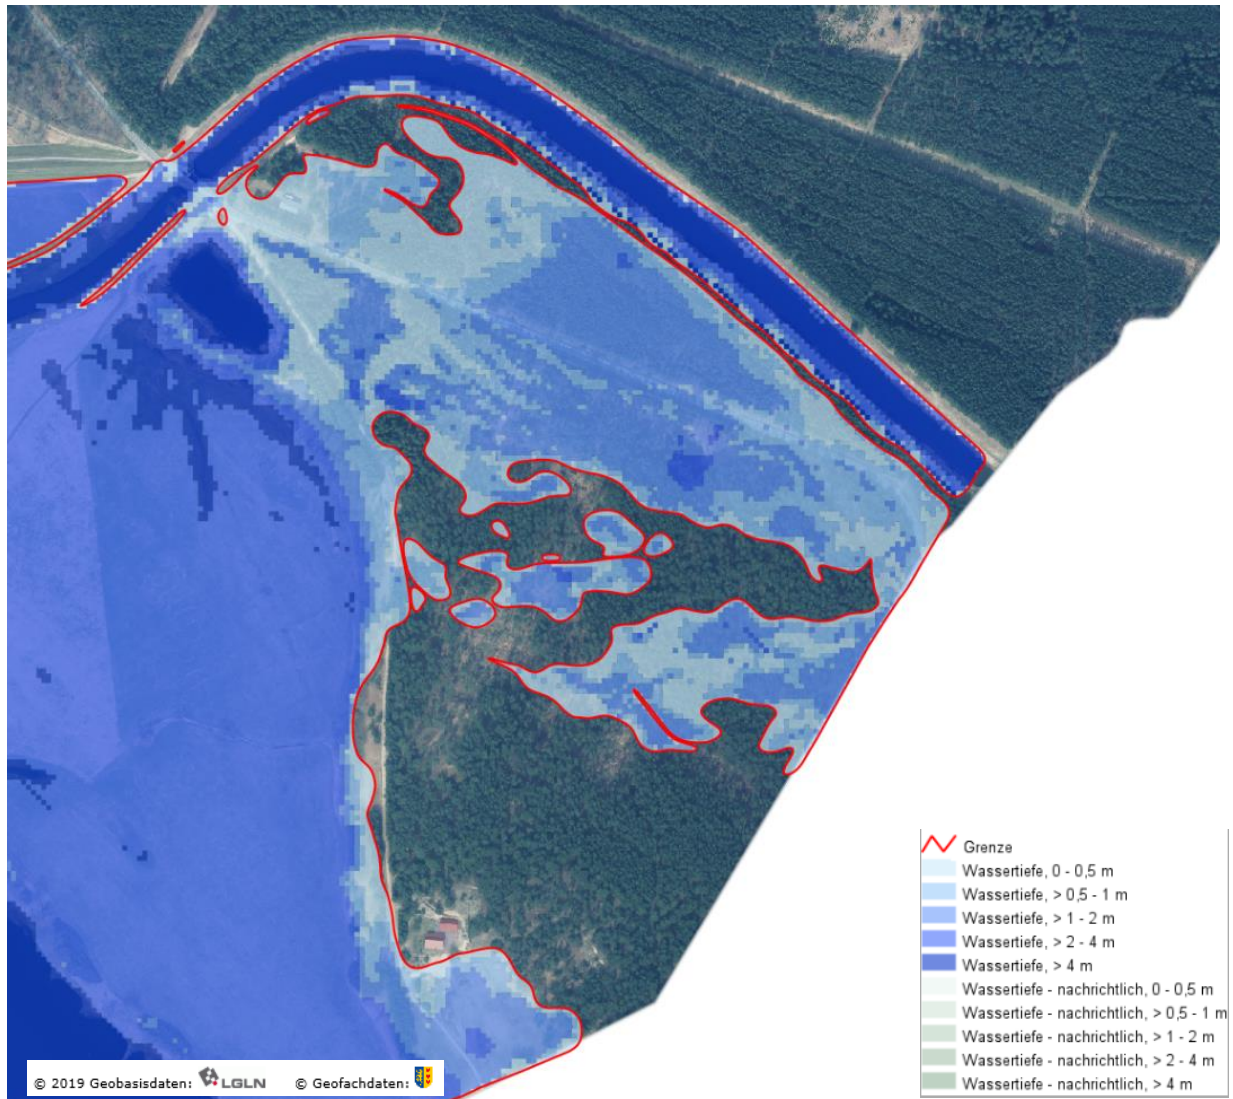 Grenze
Wassertiefe, 0 - 0,5 m
Wassertiefe, > 0,5 - 1 m
Wassertiefe, > 1 - 2 m
Wassertiefe, > 2 - 4 m
Wassertiefe, > 4 m
Wassertiefe - nachrichtlich, 0 - 0,5 m
Wassertiefe - nachrichtlich, > 0,5 - 1 m
Wassertiefe - nachrichtlich, > 1 - 2 m
Wassertiefe - nachrichtlich, > 2 - 4 m
Wassertiefe - nachrichtlich, > 4 m
© 2019 Geobasisdaten: LGLN © Geofachdaten: